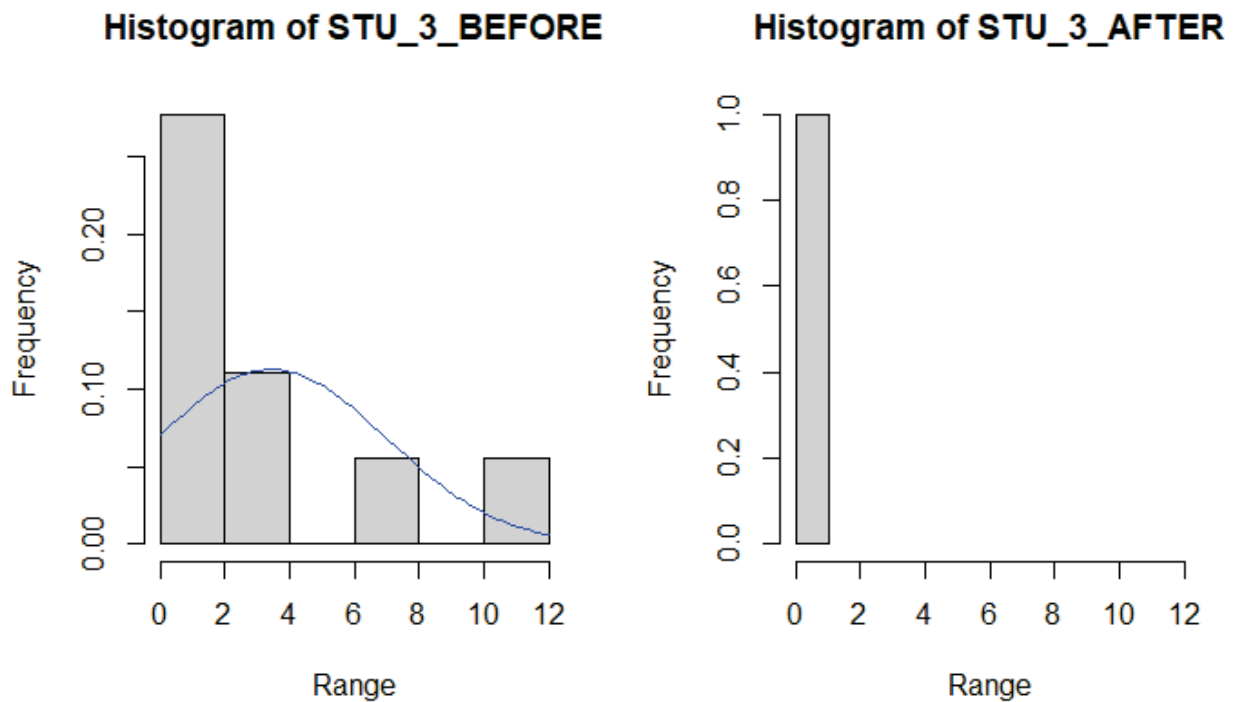 Histogram of STU_3_BEFORE
Frequency
0.00 0.10 0.20
0 2 4 6 8 10 12
Range
Histogram of STU_3_AFTER
Frequency
0.0 0.2 0.4 0.6 0.8 1.0
0 2 4 6 8 10 12
Range